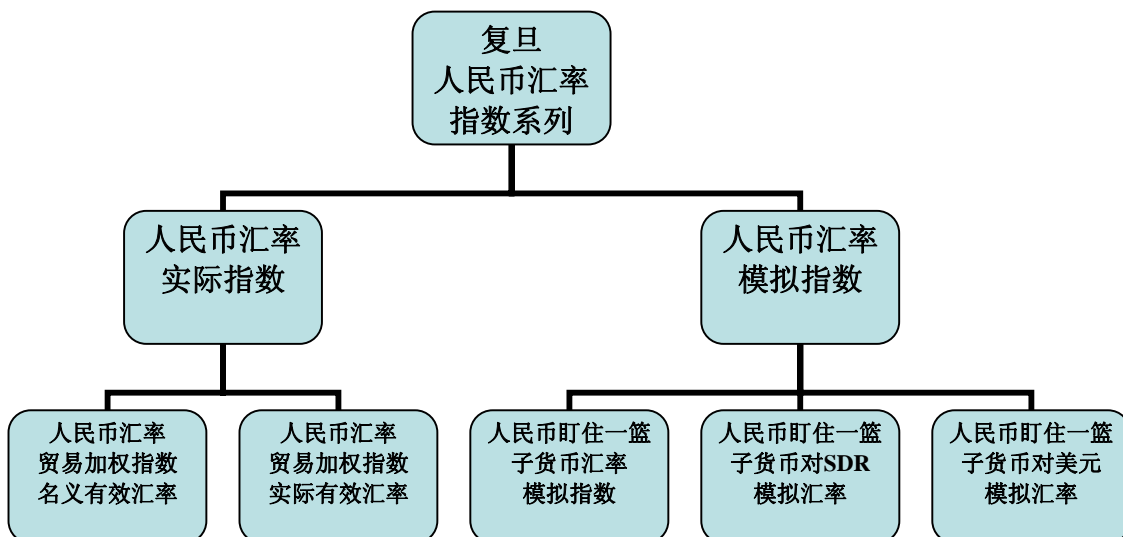 复旦
人民币汇率
指数系列
人民币汇率
实际指数
人民币汇率
模拟指数
人民币汇率
贸易加权指数
名义有效汇率
人民币汇率
贸易加权指数
实际有效汇率
人民币盯住一篮
子货币汇率
模拟指数
人民币盯住一篮
子货币对SDR
模拟汇率
人民币盯住一篮
子货币对美元
模拟汇率